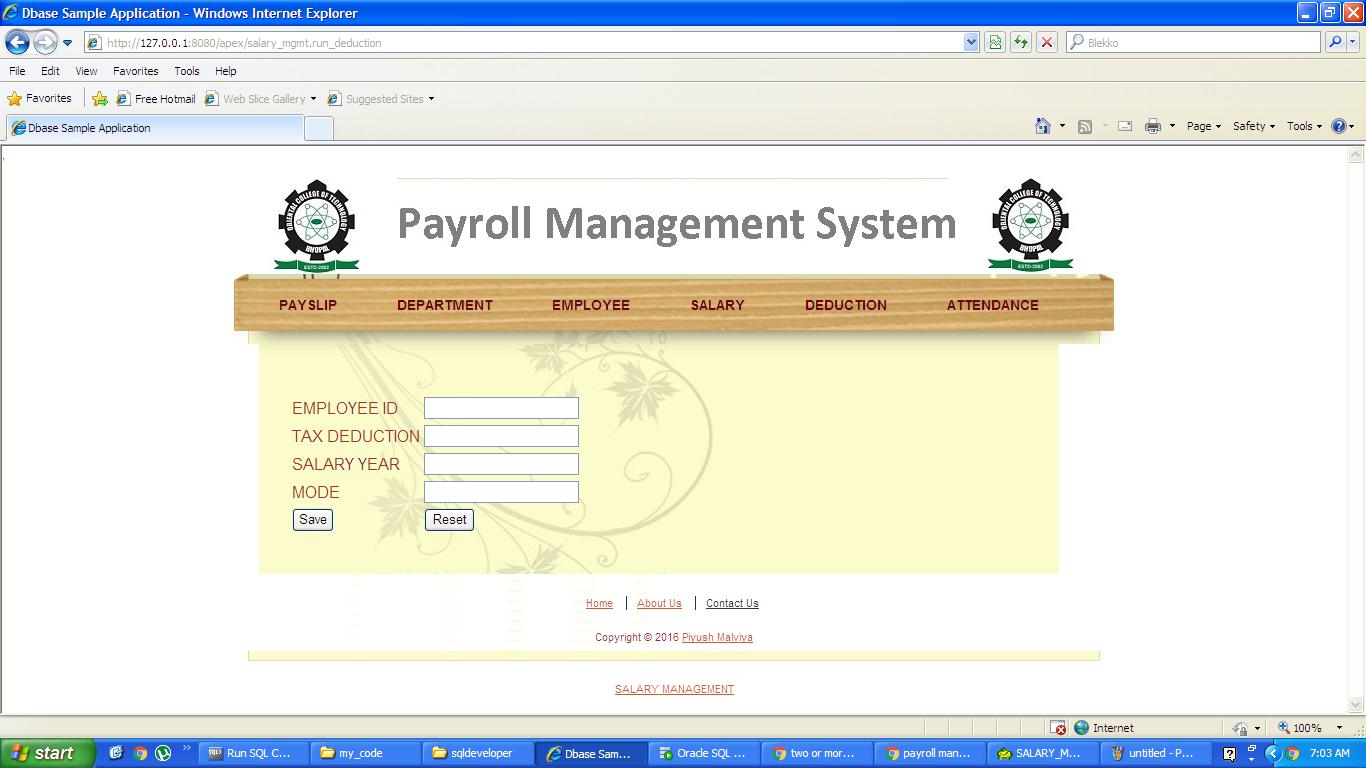 Dbase Sample Application - Windows Internet Explorer
http://127.0.0.1:8080/apex/salary_mgmt.run_deduction
Blekko
File Edit View Favorites Tools Help
Favorites Free Hotmail Web Slice Gallery Suggested Sites
Dbase Sample Application Page Safety Tools
ORIENTAL COLLEGE OF TECHNOLOGY BHOPAL ESTD-2002
Payroll Management System
ORIENTAL COLLEGE OF TECHNOLOGY BHOPAL ESTD-2002
PAYSLIP DEPARTMENT EMPLOYEE SALARY DEDUCTION ATTENDANCE
EMPLOYEE ID
TAX DEDUCTION
SALARY YEAR
MODE
Save Reset
Home | About Us | Contact Us
Copyright © 2016 Piyush Malviya
SALARY MANAGEMENT
Internet 100%
start Run SQL C... my_code sqldeveloper Dbase Sam... Oracle SQL ... two or mor... payroll man... SALARY_M... untitled - P... 7:03 AM